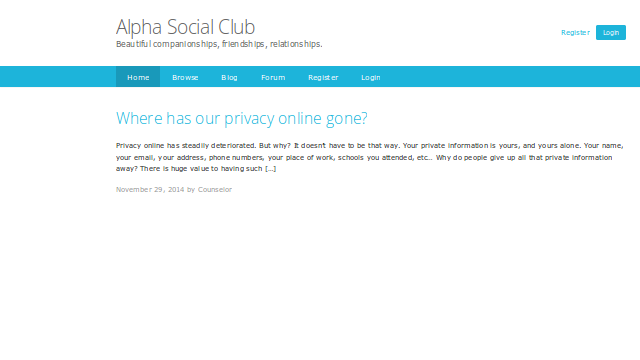 Alpha Social Club
Beautiful companionships, friendships, relationships.
Register Login
Home Browse Blog Forum Register Login
Where has our privacy online gone?
Privacy online has steadily deteriorated. But why? It doesn't have to be that way. Your private information is yours, and yours alone. Your name,
your email, your address, phone numbers, your place of work, schools you attended, etc... Why do people give up all that private information
away? There is huge value to having such [...]
November 29, 2014 by Counselor